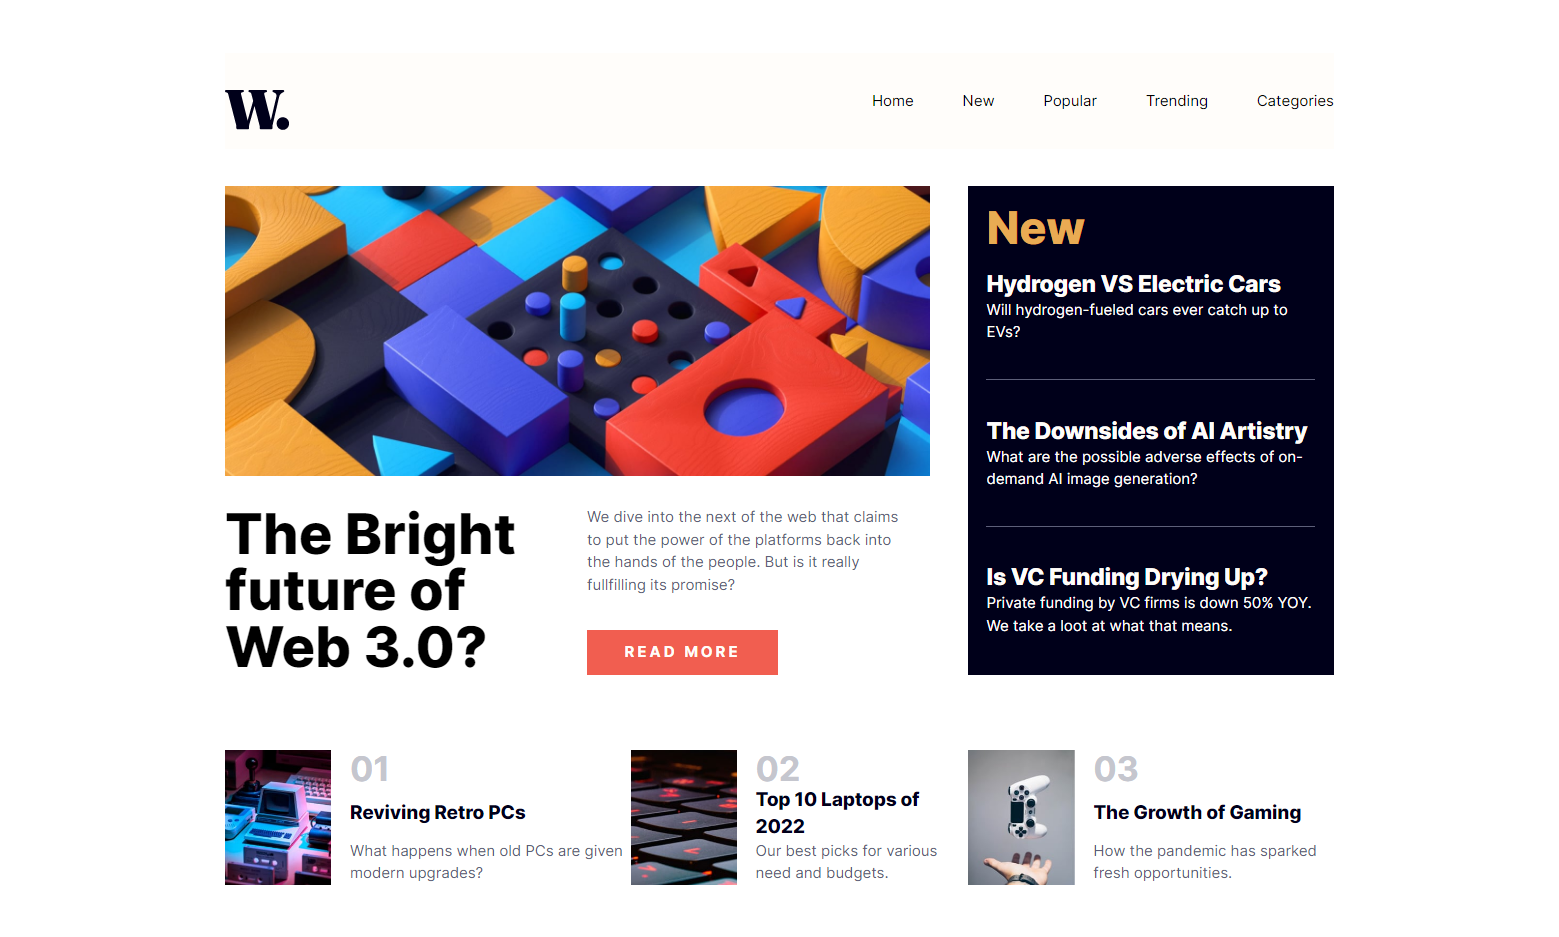 W.
Home New Popular Trending Categories
The Bright
future of
Web 3.0?
We dive into the next of the web that claims
to put the power of the platforms back into
the hands of the people. But is it really
fullfilling its promise?
READ MORE
New
Hydrogen VS Electric Cars
Will hydrogen-fueled cars ever catch up to
EVs?
The Downsides of AI Artistry
What are the possible adverse effects of on-
demand AI image generation?
Is VC Funding Drying Up?
Private funding by VC firms is down 50% YOY.
We take a loot at what that means.
01
Reviving Retro PCs
What happens when old PCs are given
modern upgrades?
02
Top 10 Laptops of
2022
Our best picks for various
need and budgets.
03
The Growth of Gaming
How the pandemic has sparked
fresh opportunities.